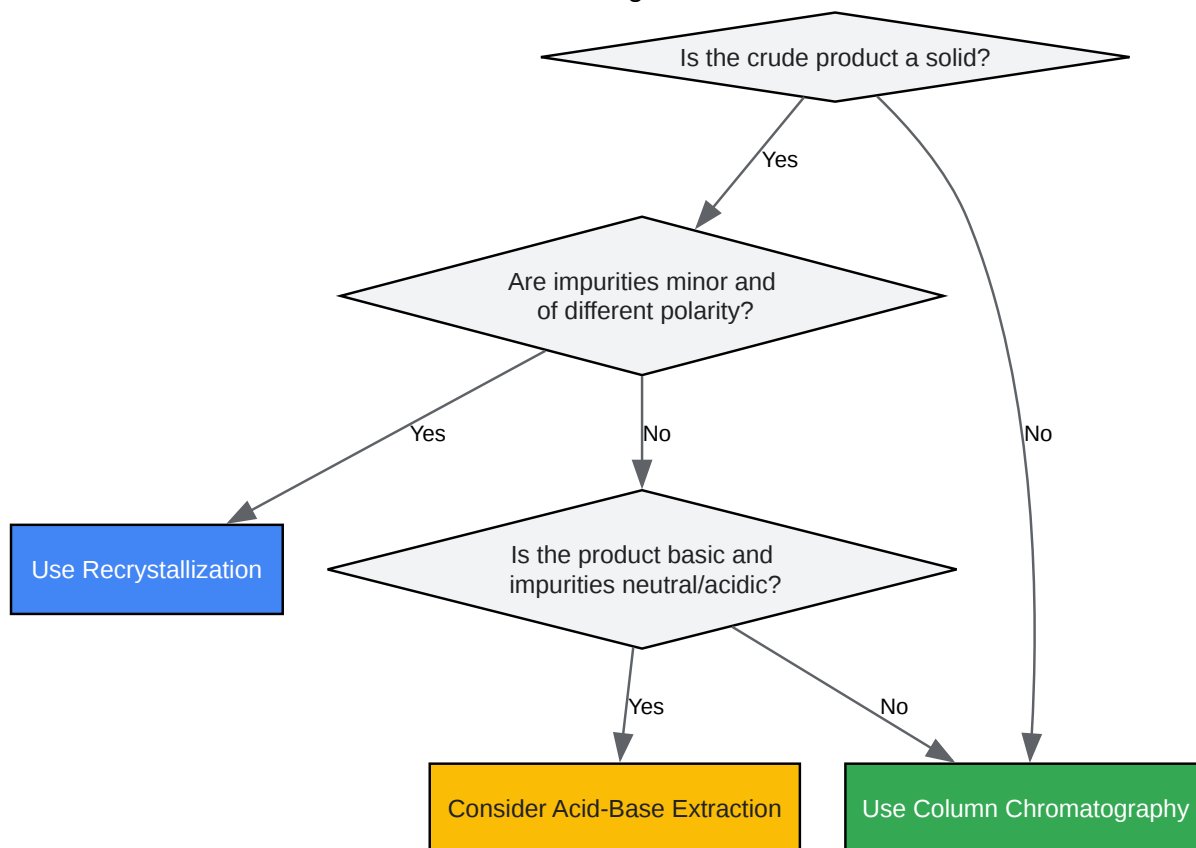 Is the crude product a solid?
Yes
Are impurities minor and
of different polarity?
Yes
No
No
Use Recrystallization
Is the product basic and
impurities neutral/acidic?
Yes
No
Consider Acid-Base Extraction
Use Column Chromatography